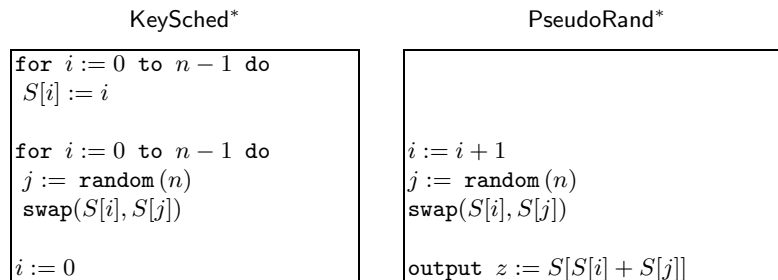 KeySched*
for i := 0 to n − 1 do
S[i] := i
for i := 0 to n − 1 do
j := random(n)
swap(S[i], S[j])
i := 0
PseudoRand*
i := i + 1
j := random(n)
swap(S[i], S[j])
output z := S[S[i] + S[j]]